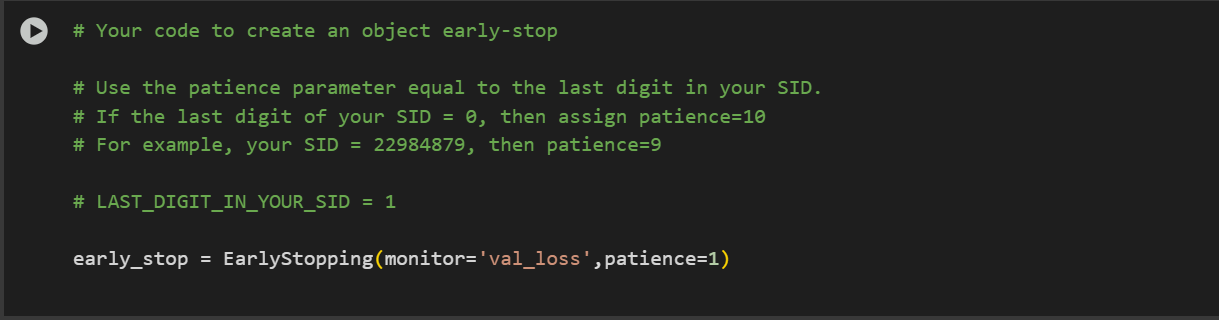 # Your code to create an object early-stop
# Use the patience parameter equal to the last digit in your SID.
# If the last digit of your SID = 0, then assign patience=10
# For example, your SID = 22984879, then patience=9
# LAST_DIGIT_IN_YOUR_SID = 1
early_stop = EarlyStopping(monitor='val_loss',patience=1)